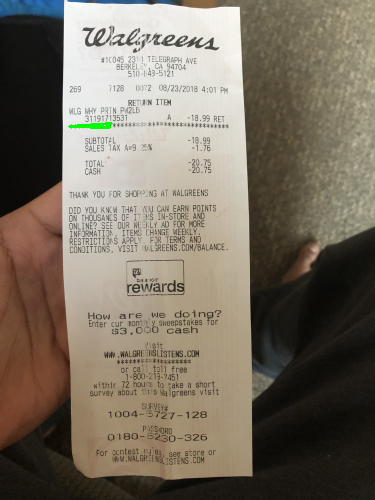 Walgreens
#10045 2310 TELEGRAPH AVE
BERKELEY, CA 94704
510-849-5121
269 7128 0072 08/23/2018 4:01 PM
RETURN ITEM
WLG WHY PRTN PW2LB
31191713531 A -18.99 RET
SUBTOTAL -18.99
SALES TAX A=9.25% -1.76
TOTAL -20.75
CASH -20.75
THANK YOU FOR SHOPPING AT WALGREENS
DID YOU KNOW THAT YOU CAN EARN POINTS
ON THOUSANDS OF ITEMS IN-STORE AND
ONLINE? SEE OUR WEEKLY AD FOR MORE
INFORMATION. ITEMS CHANGE WEEKLY.
RESTRICTIONS APPLY. FOR TERMS AND
CONDITIONS, VISIT WALGREENS.COM/BALANCE.
rewards
How are we doing?
Enter our monthly sweepstakes for
$3,000 cash
Visit
WWW.WALGREENSLISTENS.COM
or call toll free
1-800-219-7451
within 72 hours to take a short
survey about this Walgreens visit
SURVEY#
1004-5727-128
PASSWORD
0180-5230-326
For contest rules, see store or
WWW.WALGREENSLISTENS.COM